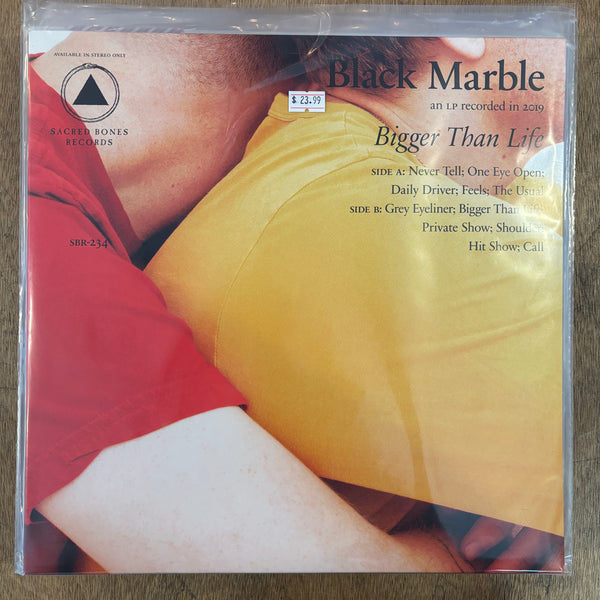 AVAILABLE IN STEREO ONLY
SACRED BONES
RECORDS
SBR-234
$ 23.99
Black Marble
an LP recorded in 2019
Bigger Than Life
SIDE A: Never Tell; One Eye Open;
Daily Driver; Feels; The Usual
SIDE B: Grey Eyeliner; Bigger Than Life;
Private Show; Shoulder;
Hit Show; Call